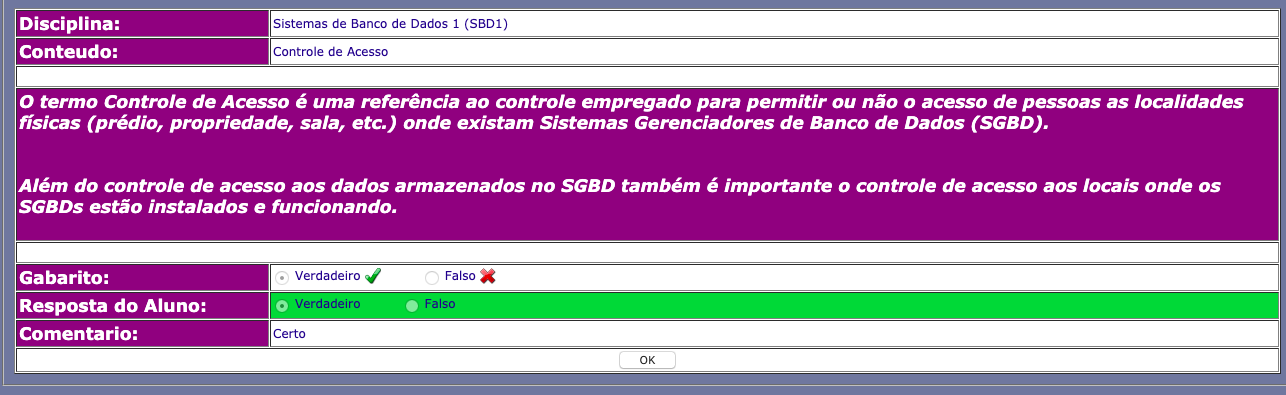 Disciplina: Sistemas de Banco de Dados 1 (SBD1)
Conteudo: Controle de Acesso
O termo Controle de Acesso é uma referência ao controle empregado para permitir ou não o acesso de pessoas as localidades
físicas (prédio, propriedade, sala, etc.) onde existam Sistemas Gerenciadores de Banco de Dados (SGBD).
Além do controle de acesso aos dados armazenados no SGBD também é importante o controle de acesso aos locais onde os
SGBDs estão instalados e funcionando.
Gabarito: Verdadeiro Falso
Resposta do Aluno: Verdadeiro Falso
Comentario: Certo
OK